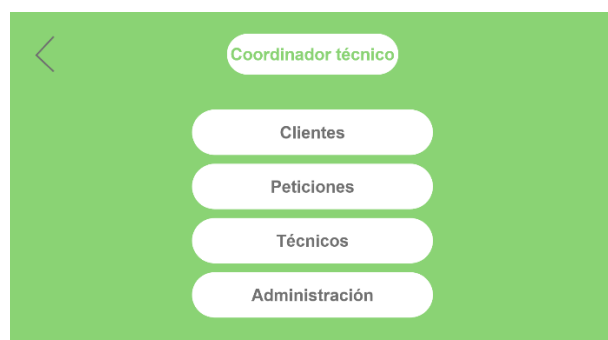 Coordinador técnico
Clientes
Peticiones
Técnicos
Administración